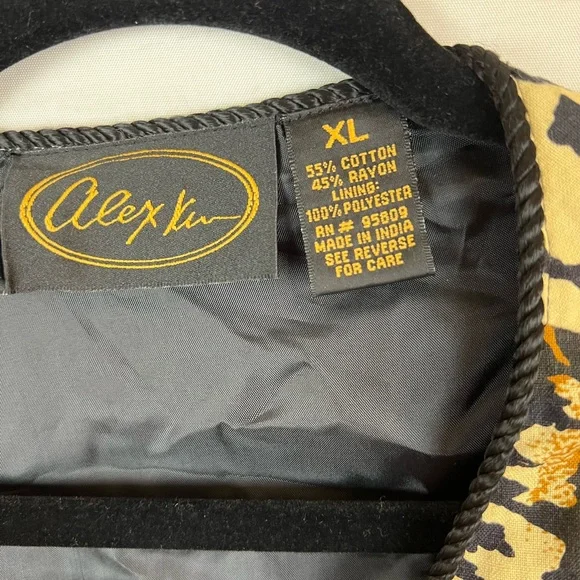 alex Kim
XL
55% COTTON
45% RAYON
LINING:
100% POLYESTER
RN # 95809
MADE IN INDIA
SEE REVERSE
FOR CARE